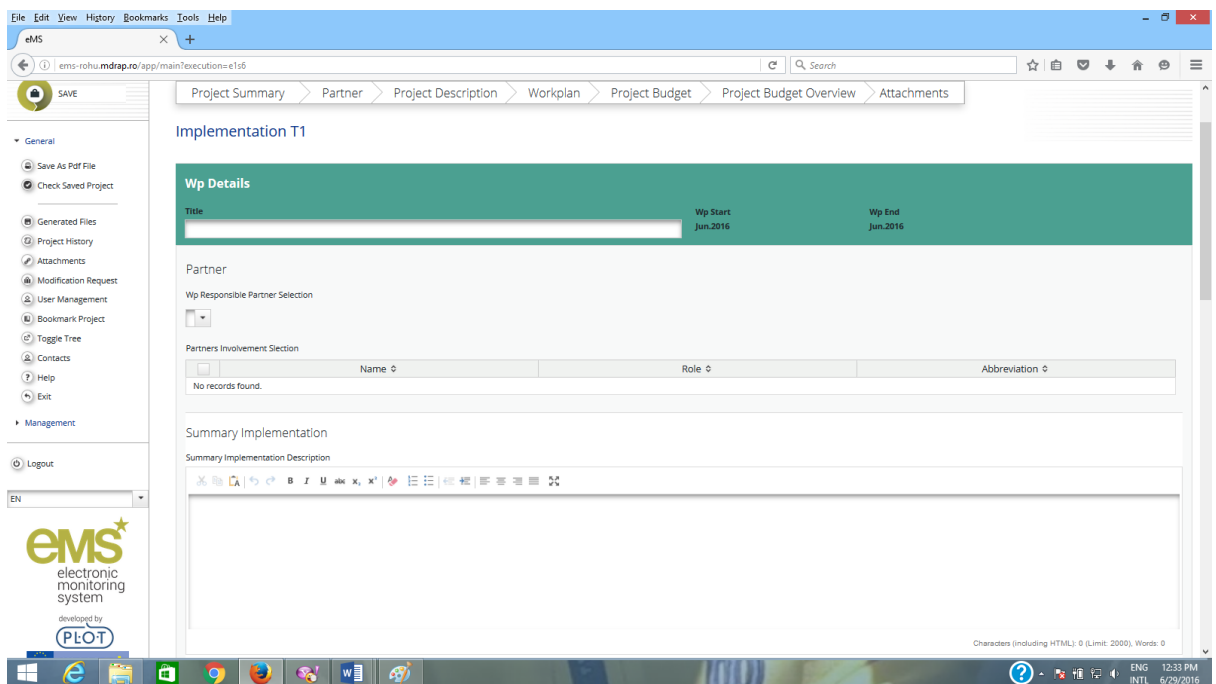 File Edit View History Bookmarks Tools Help
eMS
ems-rohu.mdrap.ro/app/main?execution=e1s6
Search
SAVE
Project Summary Partner Project Description Workplan Project Budget Project Budget Overview Attachments
Implementation T1
General
Save As Pdf File
Check Saved Project
Generated Files
Project History
Attachments
Modification Request
User Management
Bookmark Project
Toggle Tree
Contacts
Help
Exit
Management
Logout
EN
eMS
electronic
monitoring
system
developed by
PLOT
Wp Details
Title Wp Start Wp End
Jun.2016 Jun.2016
Partner
Wp Responsible Partner Selection
Partners Involvement Slection
Name Role Abbreviation
No records found.
Summary Implementation
Summary Implementation Description
B I U abc x₂ x²
Characters (including HTML): 0 (Limit: 2000), Words: 0
ENG 12:33 PM
INTL 6/29/2016